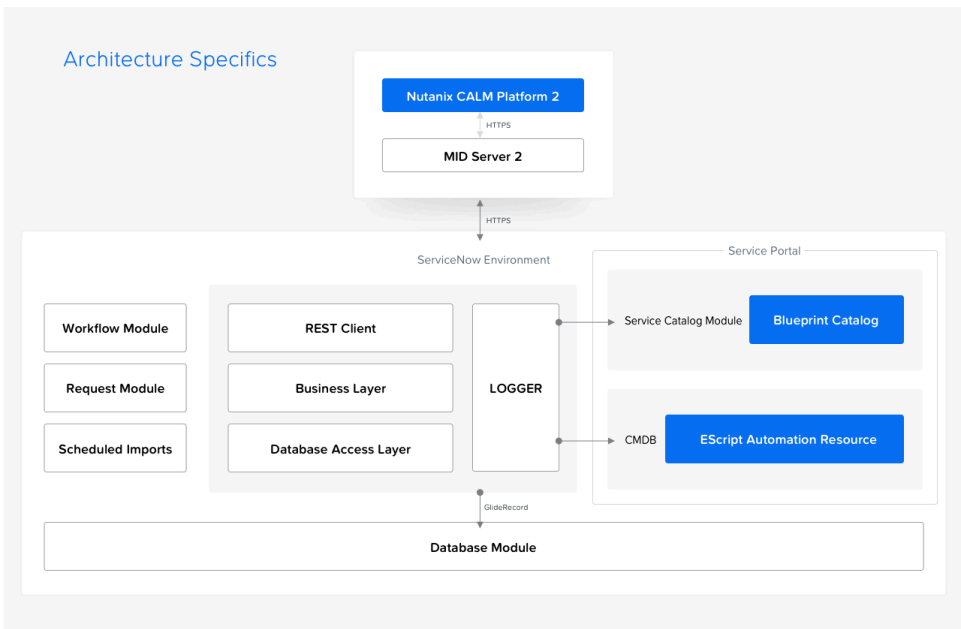 Architecture Specifics
Nutanix CALM Platform 2
HTTPS
MID Server 2
HTTPS
ServiceNow Environment
Service Portal
Workflow Module
Request Module
Scheduled Imports
REST Client
Business Layer
Database Access Layer
LOGGER
Service Catalog Module
Blueprint Catalog
CMDB
EScript Automation Resource
GlideRecord
Database Module